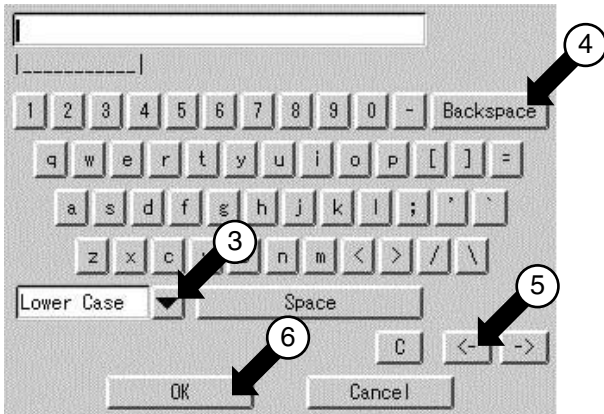 |___________|
4
1 2 3 4 5 6 7 8 9 0 - Backspace
q w e r t y u i o p [ ] =
a s d f g h j k l ; ' `
3
z x c n m < > / \
Lower Case Space
5
6
C <- ->
OK Cancel